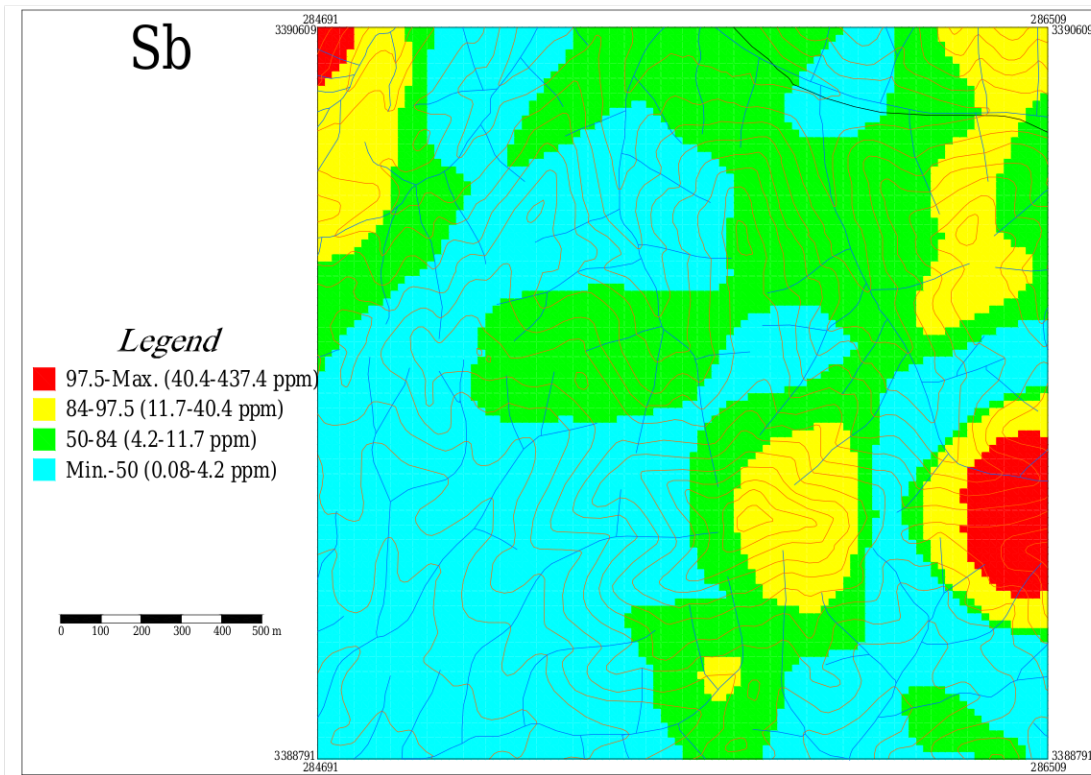 Sb
284691
286509
3390609
3390609
Legend
97.5-Max. (40.4-437.4 ppm)
84-97.5 (11.7-40.4 ppm)
50-84 (4.2-11.7 ppm)
Min.-50 (0.08-4.2 ppm)
0 100 200 300 400 500 m
3388791
3388791
284691
286509